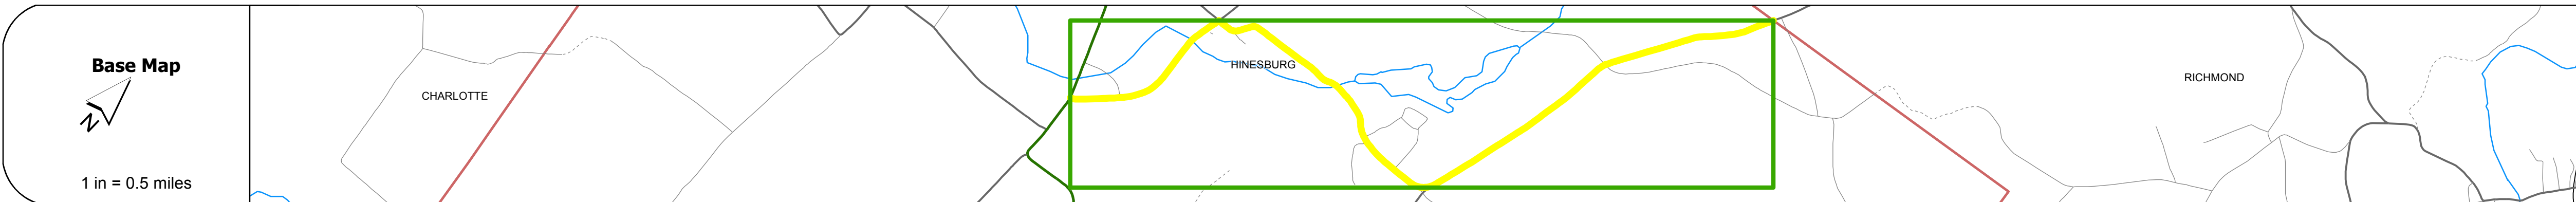 Base Map
N
1 in = 0.5 miles
CHARLOTTE
HINESBURG
RICHMOND